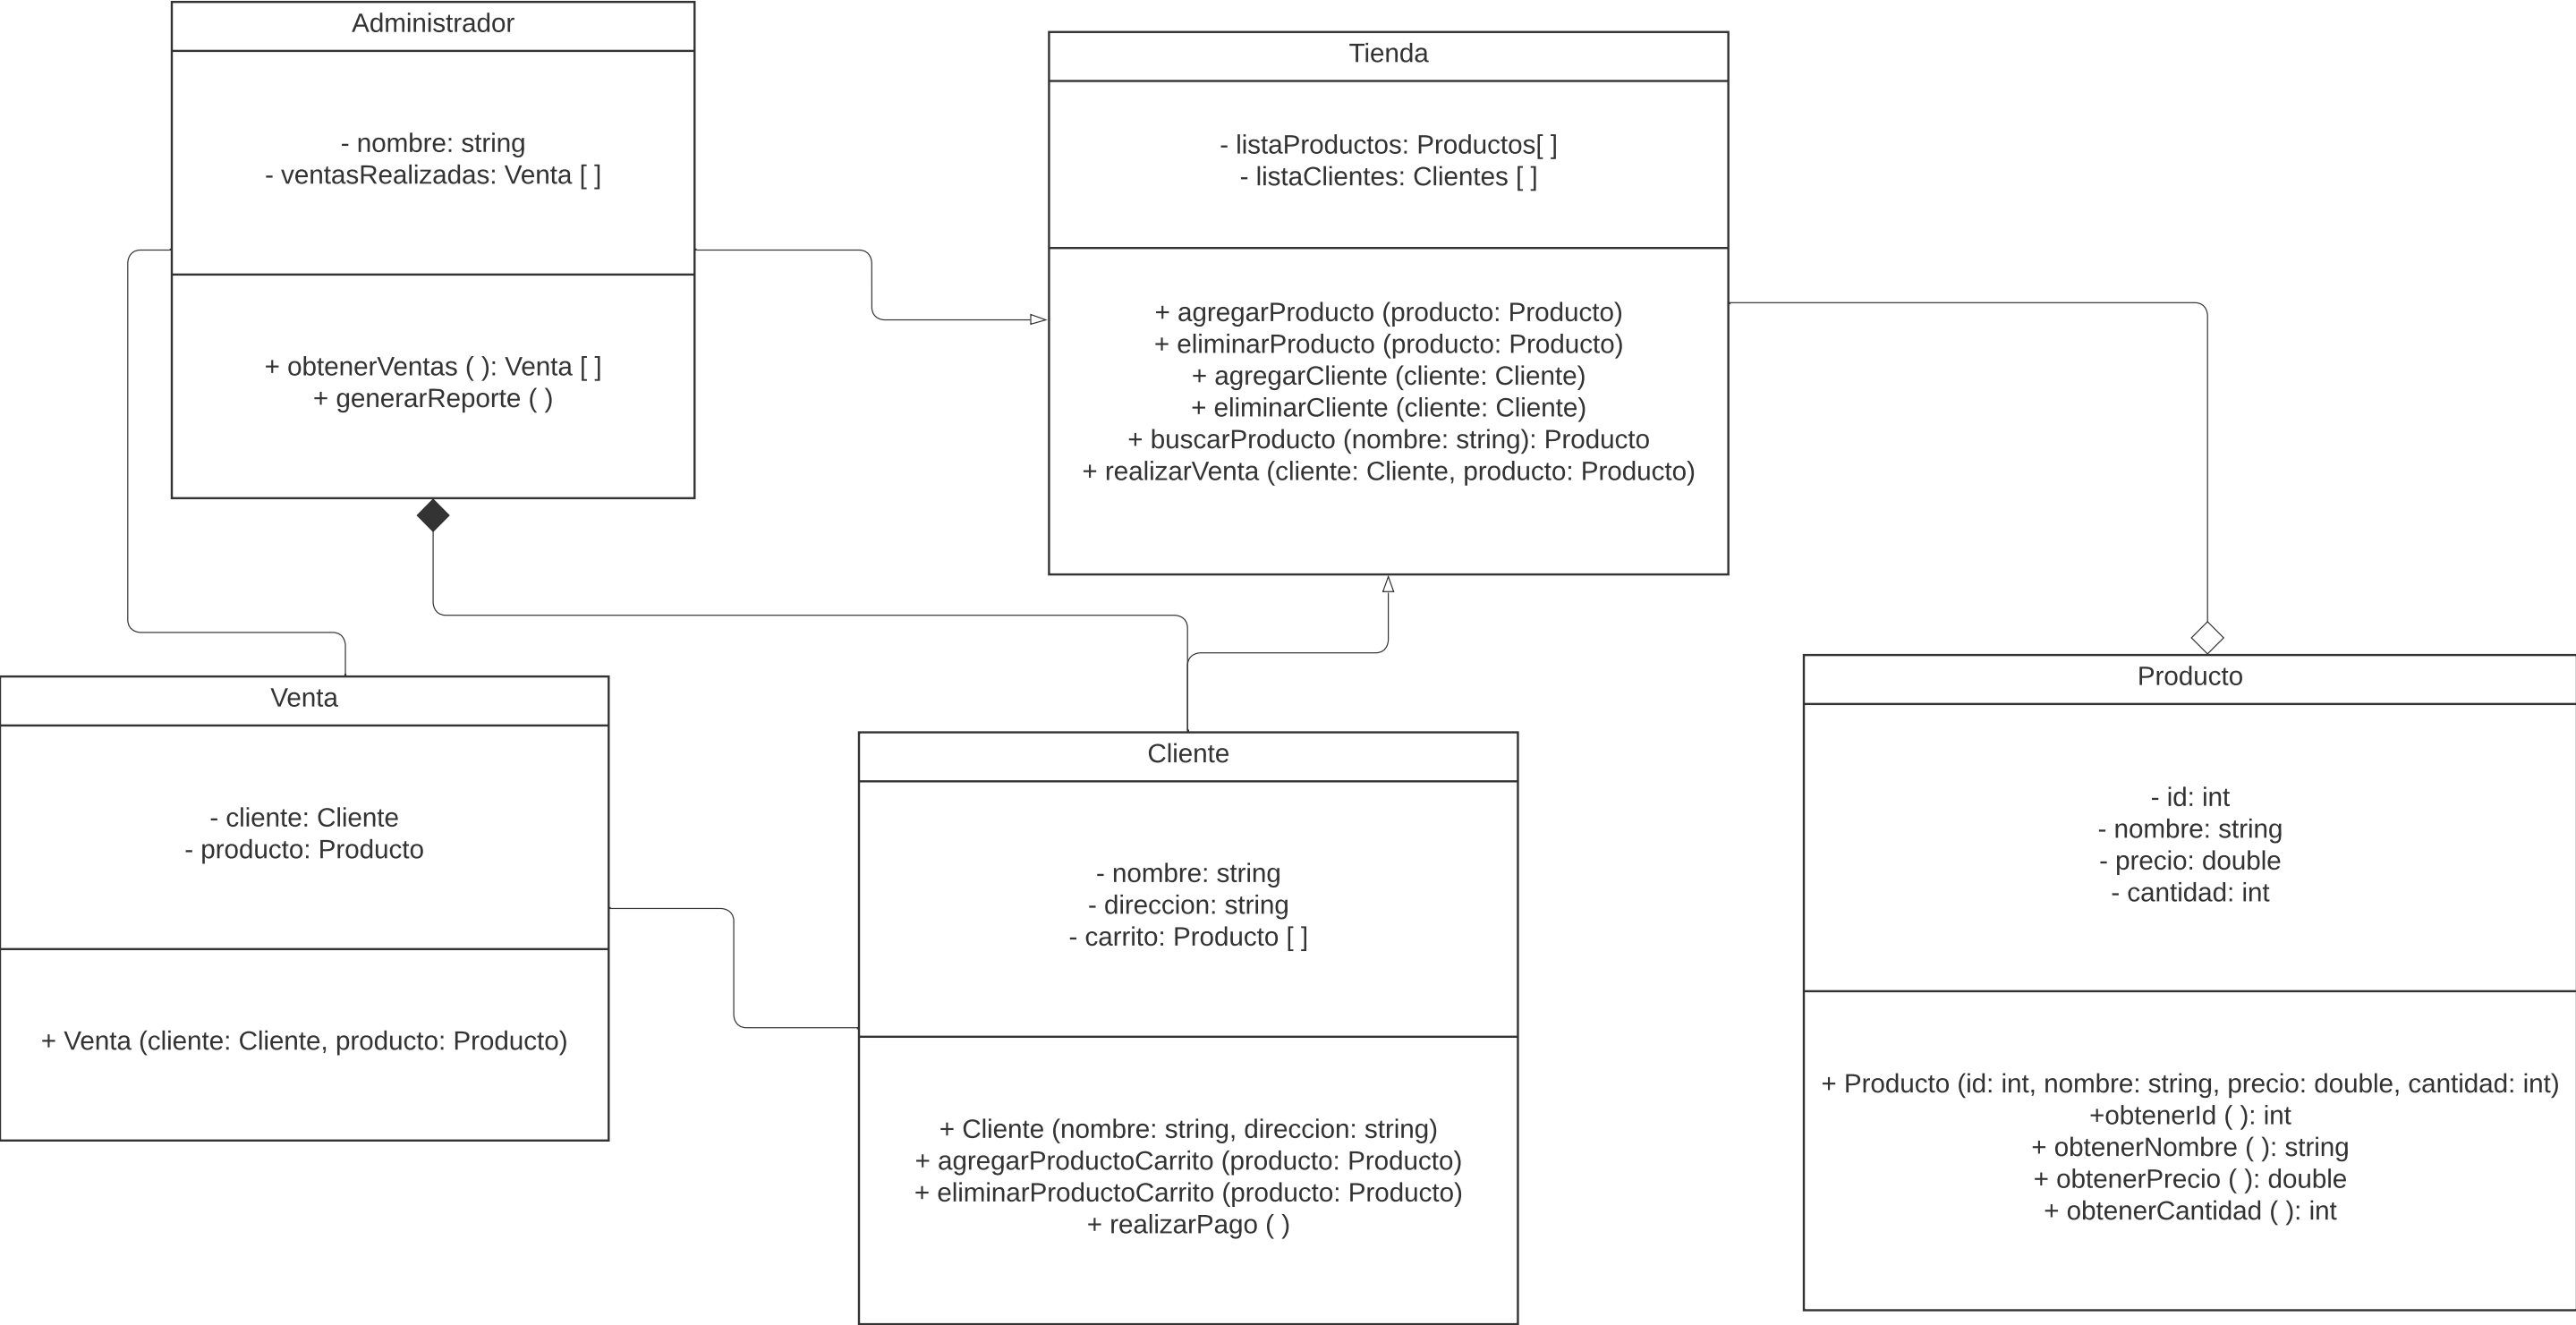 Administrador
- nombre: string
- ventasRealizadas: Venta [ ]
+ obtenerVentas ( ): Venta [ ]
+ generarReporte ( )
Tienda
- listaProductos: Productos[ ]
- listaClientes: Clientes [ ]
+ agregarProducto (producto: Producto)
+ eliminarProducto (producto: Producto)
+ agregarCliente (cliente: Cliente)
+ eliminarCliente (cliente: Cliente)
+ buscarProducto (nombre: string): Producto
+ realizarVenta (cliente: Cliente, producto: Producto)
Venta
- cliente: Cliente
- producto: Producto
+ Venta (cliente: Cliente, producto: Producto)
Cliente
- nombre: string
- direccion: string
- carrito: Producto [ ]
+ Cliente (nombre: string, direccion: string)
+ agregarProductoCarrito (producto: Producto)
+ eliminarProductoCarrito (producto: Producto)
+ realizarPago ( )
Producto
- id: int
- nombre: string
- precio: double
- cantidad: int
+ Producto (id: int, nombre: string, precio: double, cantidad: int)
+obtenerId ( ): int
+ obtenerNombre ( ): string
+ obtenerPrecio ( ): double
+ obtenerCantidad ( ): int